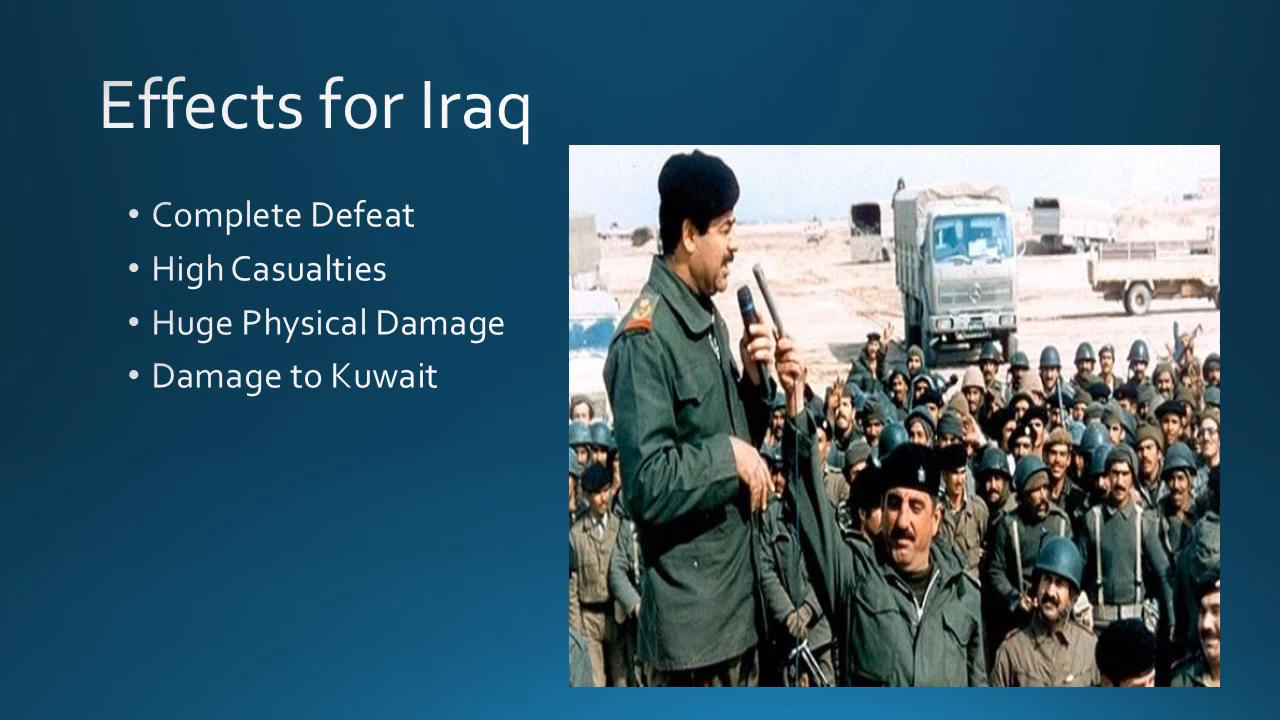 Effects for Iraq
• Complete Defeat
• High Casualties
• Huge Physical Damage
• Damage to Kuwait